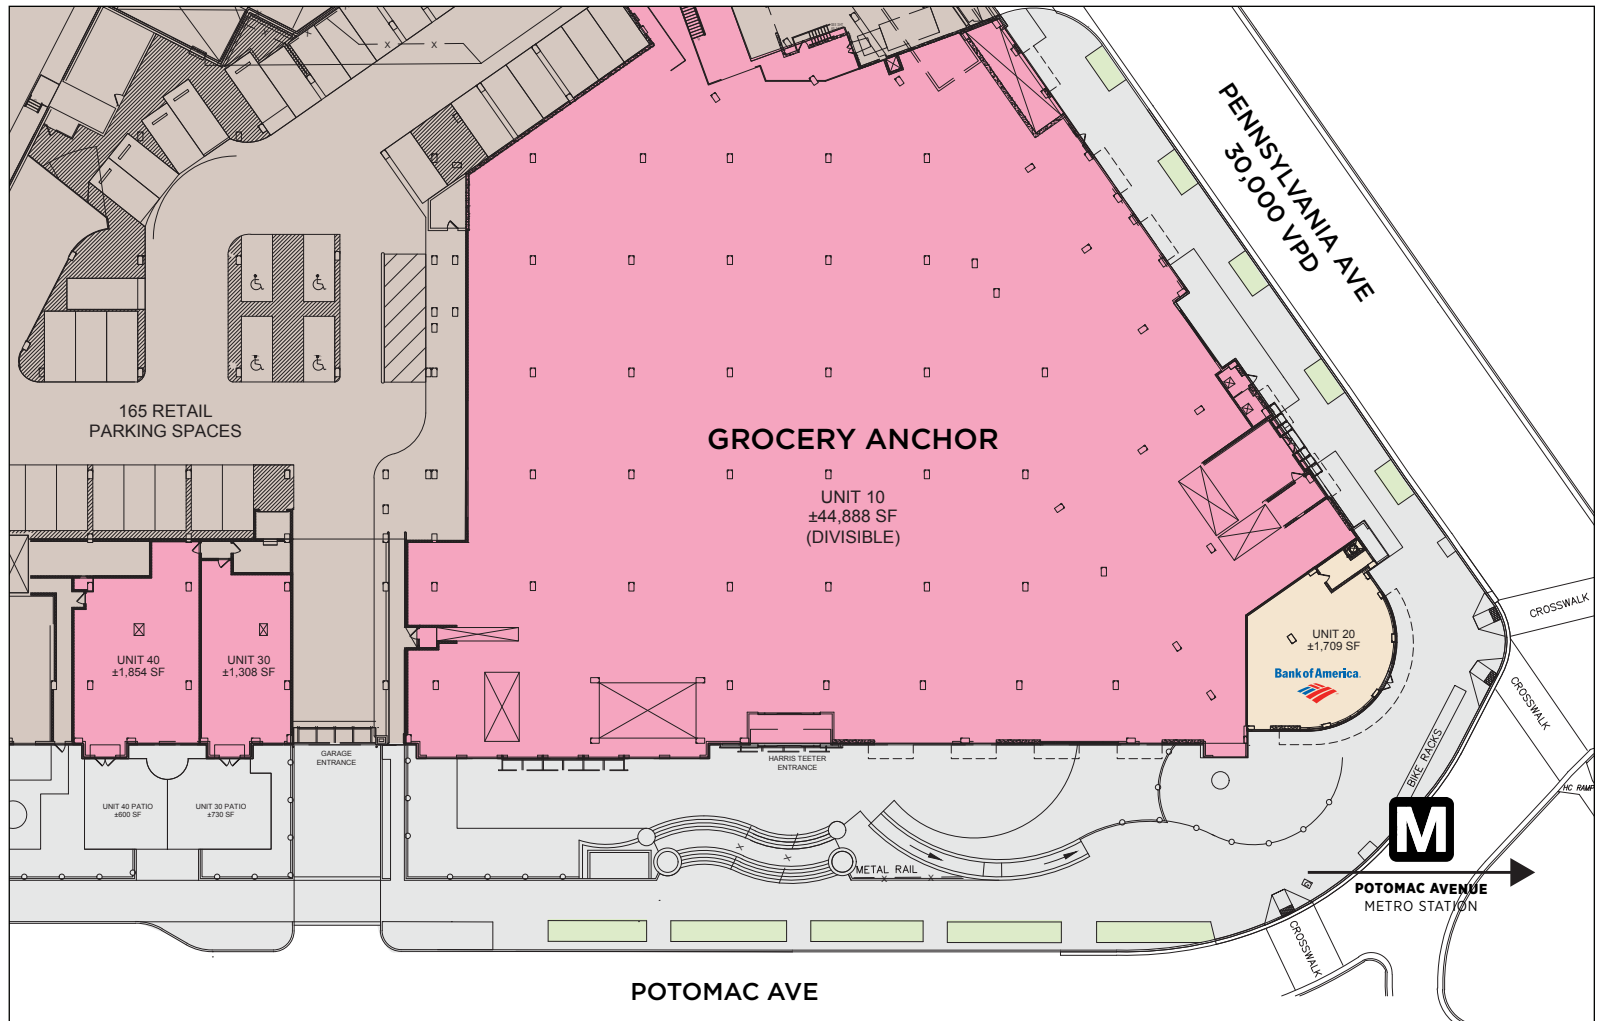 PENNSYLVANIA AVE
30,000 VPD
165 RETAIL
PARKING SPACES
GROCERY ANCHOR
UNIT 10
±44,888 SF
(DIVISIBLE)
UNIT 40
±1,854 SF
UNIT 30
±1,308 SF
UNIT 20
±1,709 SF
Bank of America
CROSSWALK
CROSSWALK
BIKE RACKS
HC RAMP
GARAGE
ENTRANCE
HARRIS TEETER
ENTRANCE
UNIT 40 PATIO
±600 SF
UNIT 30 PATIO
±730 SF
METAL RAIL
M
POTOMAC AVENUE
METRO STATION
CROSSWALK
POTOMAC AVE